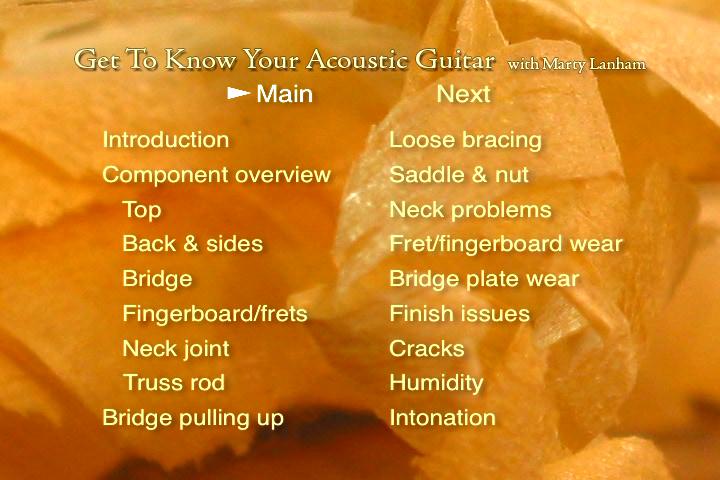 Get To Know Your Acoustic Guitar with Marty Lanham
Main
Next
Introduction
Component overview
Top
Back & sides
Bridge
Fingerboard/frets
Neck joint
Truss rod
Bridge pulling up
Loose bracing
Saddle & nut
Neck problems
Fret/fingerboard wear
Bridge plate wear
Finish issues
Cracks
Humidity
Intonation